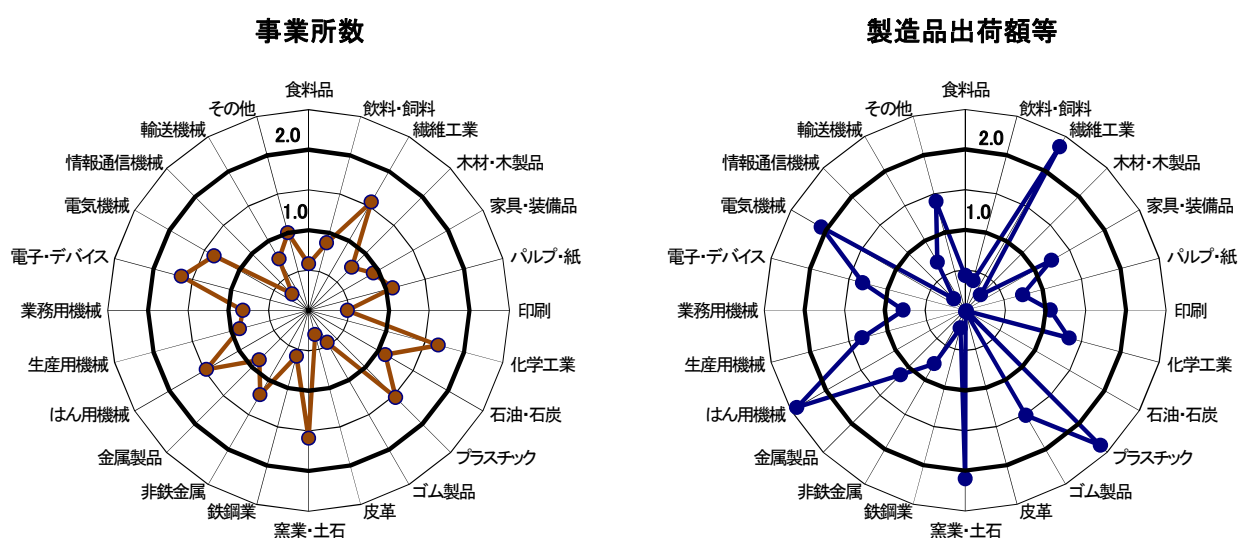 事業所数
食料品
飲料・飼料
繊維工業
木材・木製品
家具・装備品
パルプ・紙
印刷
化学工業
石油・石炭
プラスチック
ゴム製品
皮革
窯業・土石
鉄鋼業
非鉄金属
金属製品
はん用機械
生産用機械
業務用機械
電子・デバイス
電気機械
情報通信機械
輸送機械
その他
2.0
1.0
製造品出荷額等
食料品
飲料・飼料
繊維工業
木材・木製品
家具・装備品
パルプ・紙
印刷
化学工業
石油・石炭
プラスチック
ゴム製品
皮革
窯業・土石
鉄鋼業
非鉄金属
金属製品
はん用機械
生産用機械
業務用機械
電子・デバイス
電気機械
情報通信機械
輸送機械
その他
2.0
1.0